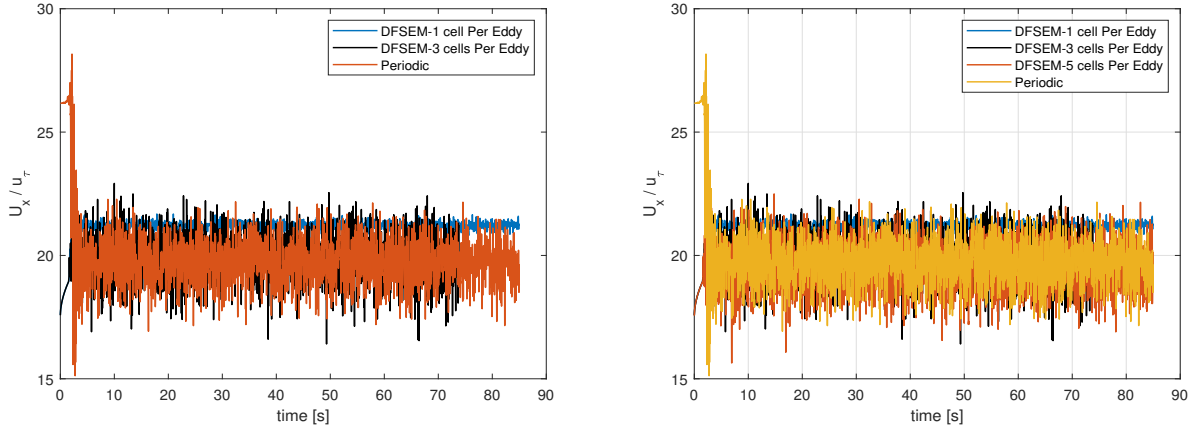 30
25
20
15
U_x / u_τ
0 10 20 30 40 50 60 70 80 90
time [s]
DFSEM-1 cell Per Eddy
DFSEM-3 cells Per Eddy
Periodic
30
25
20
15
U_x / u_τ
0 10 20 30 40 50 60 70 80 90
time [s]
DFSEM-1 cell Per Eddy
DFSEM-3 cells Per Eddy
DFSEM-5 cells Per Eddy
Periodic